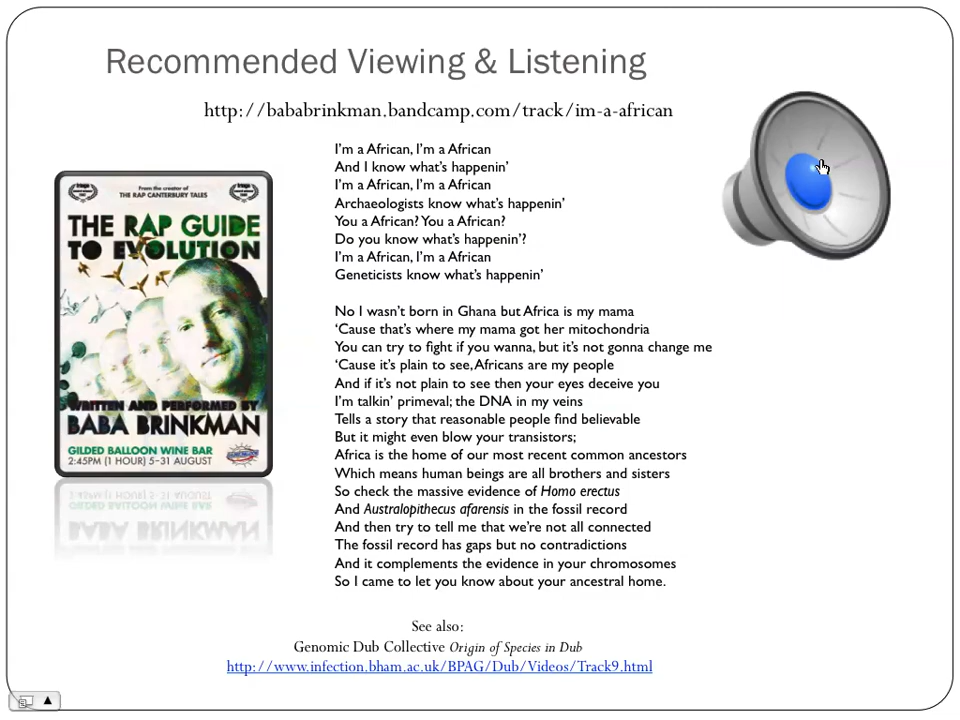 Recommended Viewing & Listening
http://bababrinkman.bandcamp.com/track/im-a-african
From the creator of
THE RAP CANTERBURY TALES
THE RAP GUIDE
TO EVOLUTION
WRITTEN AND PERFORMED BY
BABA BRINKMAN
GILDED BALLOON WINE BAR
2:45PM (1 HOUR) 5-31 AUGUST
I'm a African, I'm a African
And I know what's happenin'
I'm a African, I'm a African
Archaeologists know what's happenin'
You a African? You a African?
Do you know what's happenin'?
I'm a African, I'm a African
Geneticists know what's happenin'
No I wasn't born in Ghana but Africa is my mama
‘Cause that's where my mama got her mitochondria
You can try to fight if you wanna, but it's not gonna change me
‘Cause it's plain to see, Africans are my people
And if it's not plain to see then your eyes deceive you
I'm talkin' primeval; the DNA in my veins
Tells a story that reasonable people find believable
But it might even blow your transistors;
Africa is the home of our most recent common ancestors
Which means human beings are all brothers and sisters
So check the massive evidence of Homo erectus
And Australopithecus afarensis in the fossil record
And then try to tell me that we're not all connected
The fossil record has gaps but no contradictions
And it complements the evidence in your chromosomes
So I came to let you know about your ancestral home.
See also:
Genomic Dub Collective Origin of Species in Dub
http://www.infection.bham.ac.uk/BPAG/Dub/Videos/Track9.html